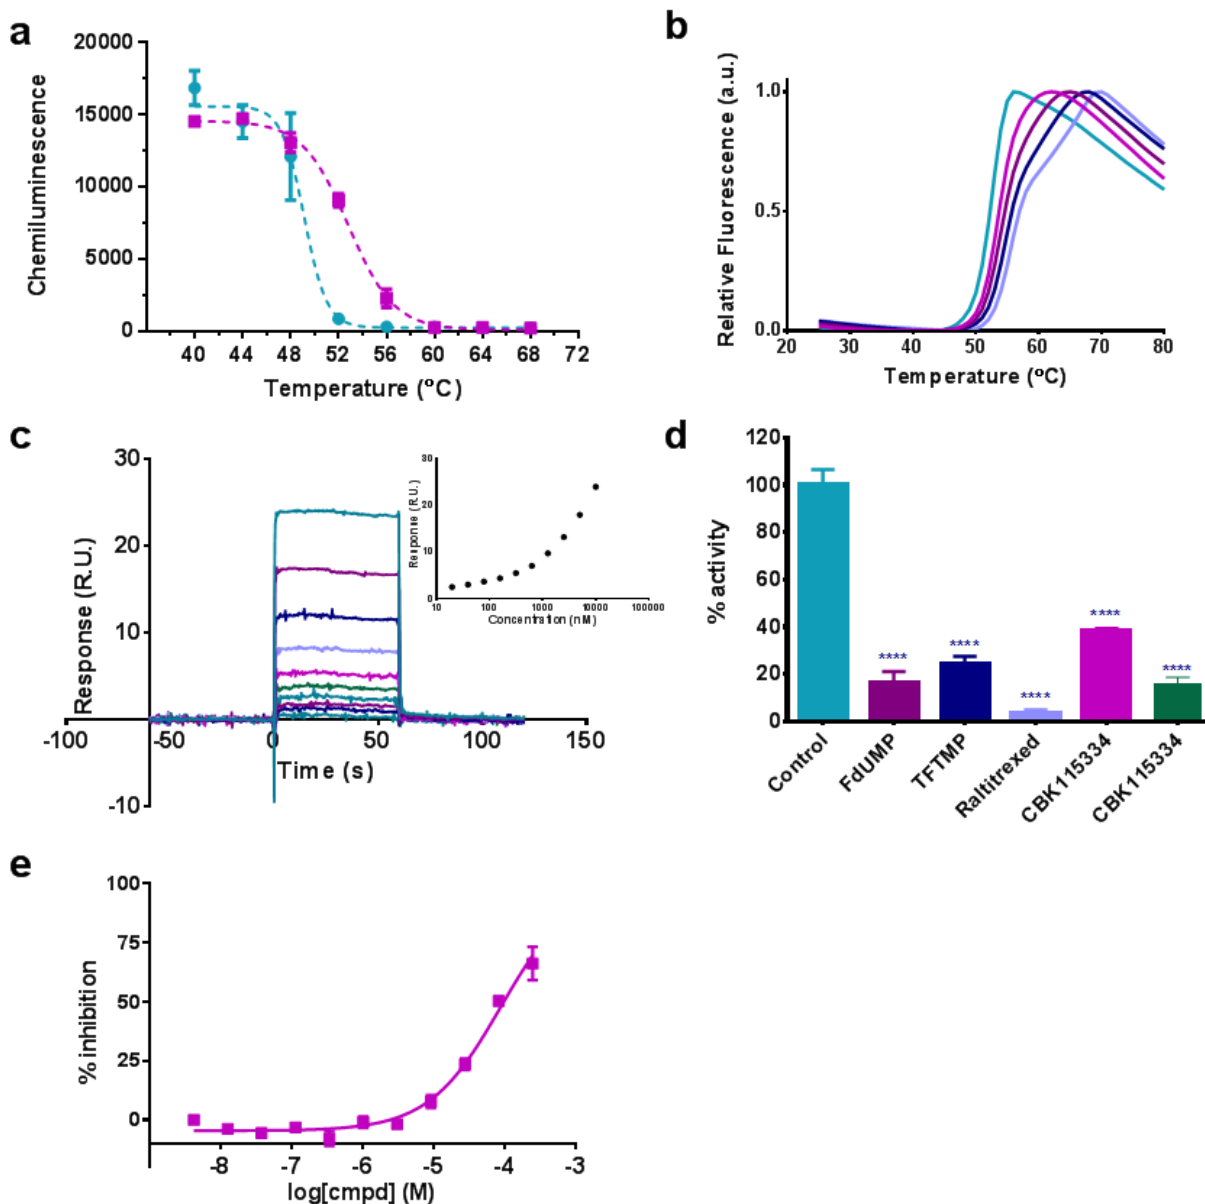 a
20000
15000
10000
5000
0
Chemiluminescence
40 44 48 52 56 60 64 68 72
Temperature (ºC)
b
1.0
0.5
0.0
Relative Fluorescence (a.u.)
20 30 40 50 60 70 80
Temperature (ºC)
c
30
20
10
0
-10
Response (R.U.)
-100 -50 0 50 100 150
Time (s)
30
20
10
0
Response (R.U.)
10 100 1000 10000 100000
Concentration (nM)
d
120
100
80
60
40
20
0
% activity
**** **** **** **** ****
Control FdUMP TFTMP Raltitrexed CBK115334 CBK115334
e
100
75
50
25
0
% inhibition
-8 -7 -6 -5 -4 -3
log[cmpd] (M)